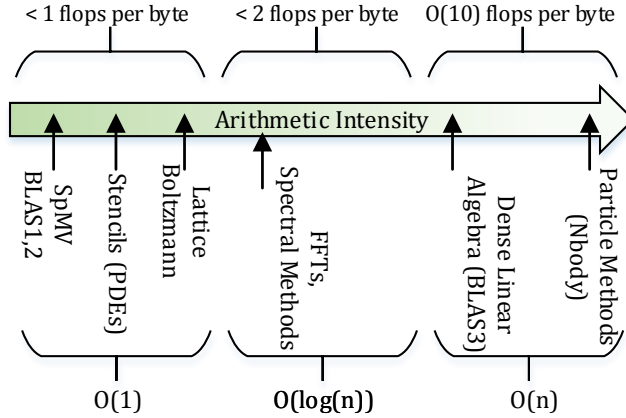 < 1 flops per byte
< 2 flops per byte
O(10) flops per byte
Arithmetic Intensity
SpMV
BLAS1,2
Stencils (PDEs)
Lattice
Boltzmann
FFTs,
Spectral Methods
Dense Linear
Algebra (BLAS3)
Particle Methods
(Nbody)
O(1)
O(log(n))
O(n)